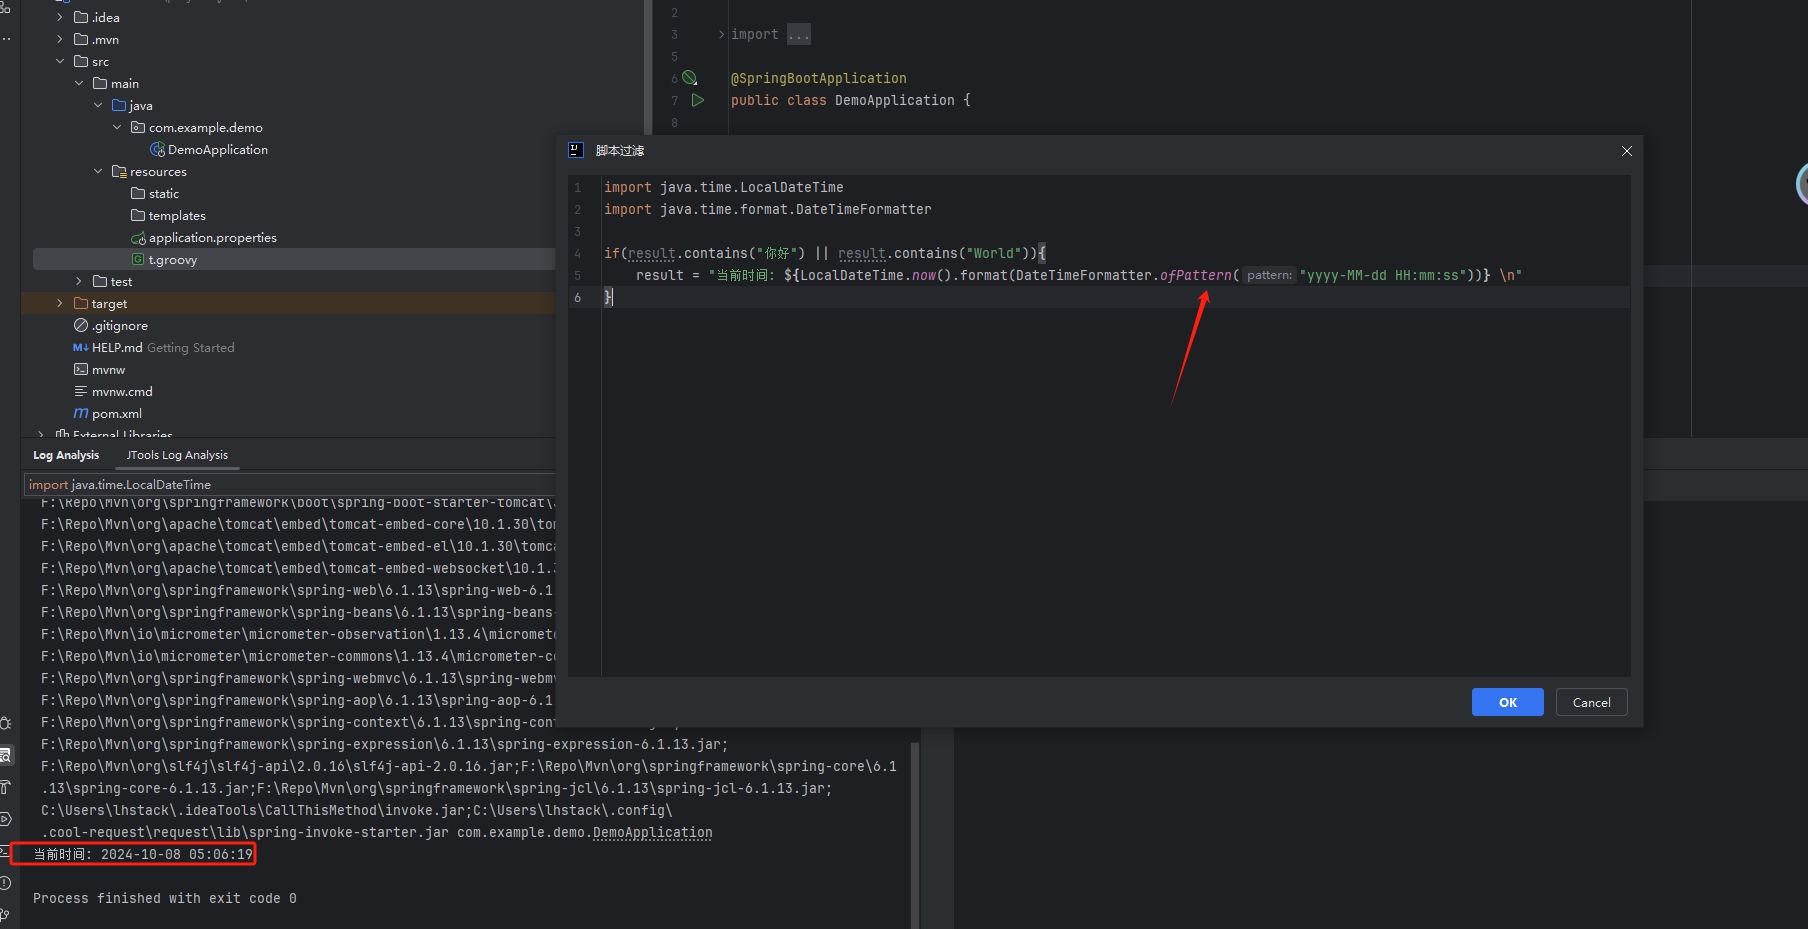 .idea
.mvn
src
main
java
com.example.demo
DemoApplication
resources
static
templates
application.properties
t.groovy
test
target
.gitignore
M↓ HELP.md Getting Started
mvnw
mvnw.cmd
m pom.xml
External Libraries
2
3 import ...
5
6 @SpringBootApplication
7 public class DemoApplication {
8
脚本过滤
1 import java.time.LocalDateTime
2 import java.time.format.DateTimeFormatter
3
4 if(result.contains("你好") || result.contains("World")){
5 result = "当前时间: ${LocalDateTime.now().format(DateTimeFormatter.ofPattern( pattern: "yyyy-MM-dd HH:mm:ss"))} \n"
6 }
OK
Cancel
Log Analysis
JTools Log Analysis
import java.time.LocalDateTime
F:\Repo\Mvn\org\springframework\boot\spring-boot-starter-tomcat\
F:\Repo\Mvn\org\apache\tomcat\embed\tomcat-embed-core\10.1.30\tom
F:\Repo\Mvn\org\apache\tomcat\embed\tomcat-embed-el\10.1.30\tomca
F:\Repo\Mvn\org\apache\tomcat\embed\tomcat-embed-websocket\10.1.3
F:\Repo\Mvn\org\springframework\spring-web\6.1.13\spring-web-6.1
F:\Repo\Mvn\org\springframework\spring-beans\6.1.13\spring-beans-
F:\Repo\Mvn\io\micrometer\micrometer-observation\1.13.4\micromete
F:\Repo\Mvn\io\micrometer\micrometer-commons\1.13.4\micrometer-co
F:\Repo\Mvn\org\springframework\spring-webmvc\6.1.13\spring-webmv
F:\Repo\Mvn\org\springframework\spring-aop\6.1.13\spring-aop-6.1
F:\Repo\Mvn\org\springframework\spring-context\6.1.13\spring-con
F:\Repo\Mvn\org\springframework\spring-expression\6.1.13\spring-expression-6.1.13.jar;
F:\Repo\Mvn\org\slf4j\slf4j-api\2.0.16\slf4j-api-2.0.16.jar;F:\Repo\Mvn\org\springframework\spring-core\6.1
.13\spring-core-6.1.13.jar;F:\Repo\Mvn\org\springframework\spring-jcl\6.1.13\spring-jcl-6.1.13.jar;
C:\Users\lhstack\.ideaTools\CallThisMethod\invoke.jar;C:\Users\lhstack\.config\
.cool-request\request\lib\spring-invoke-starter.jar com.example.demo.DemoApplication
当前时间: 2024-10-08 05:06:19
Process finished with exit code 0